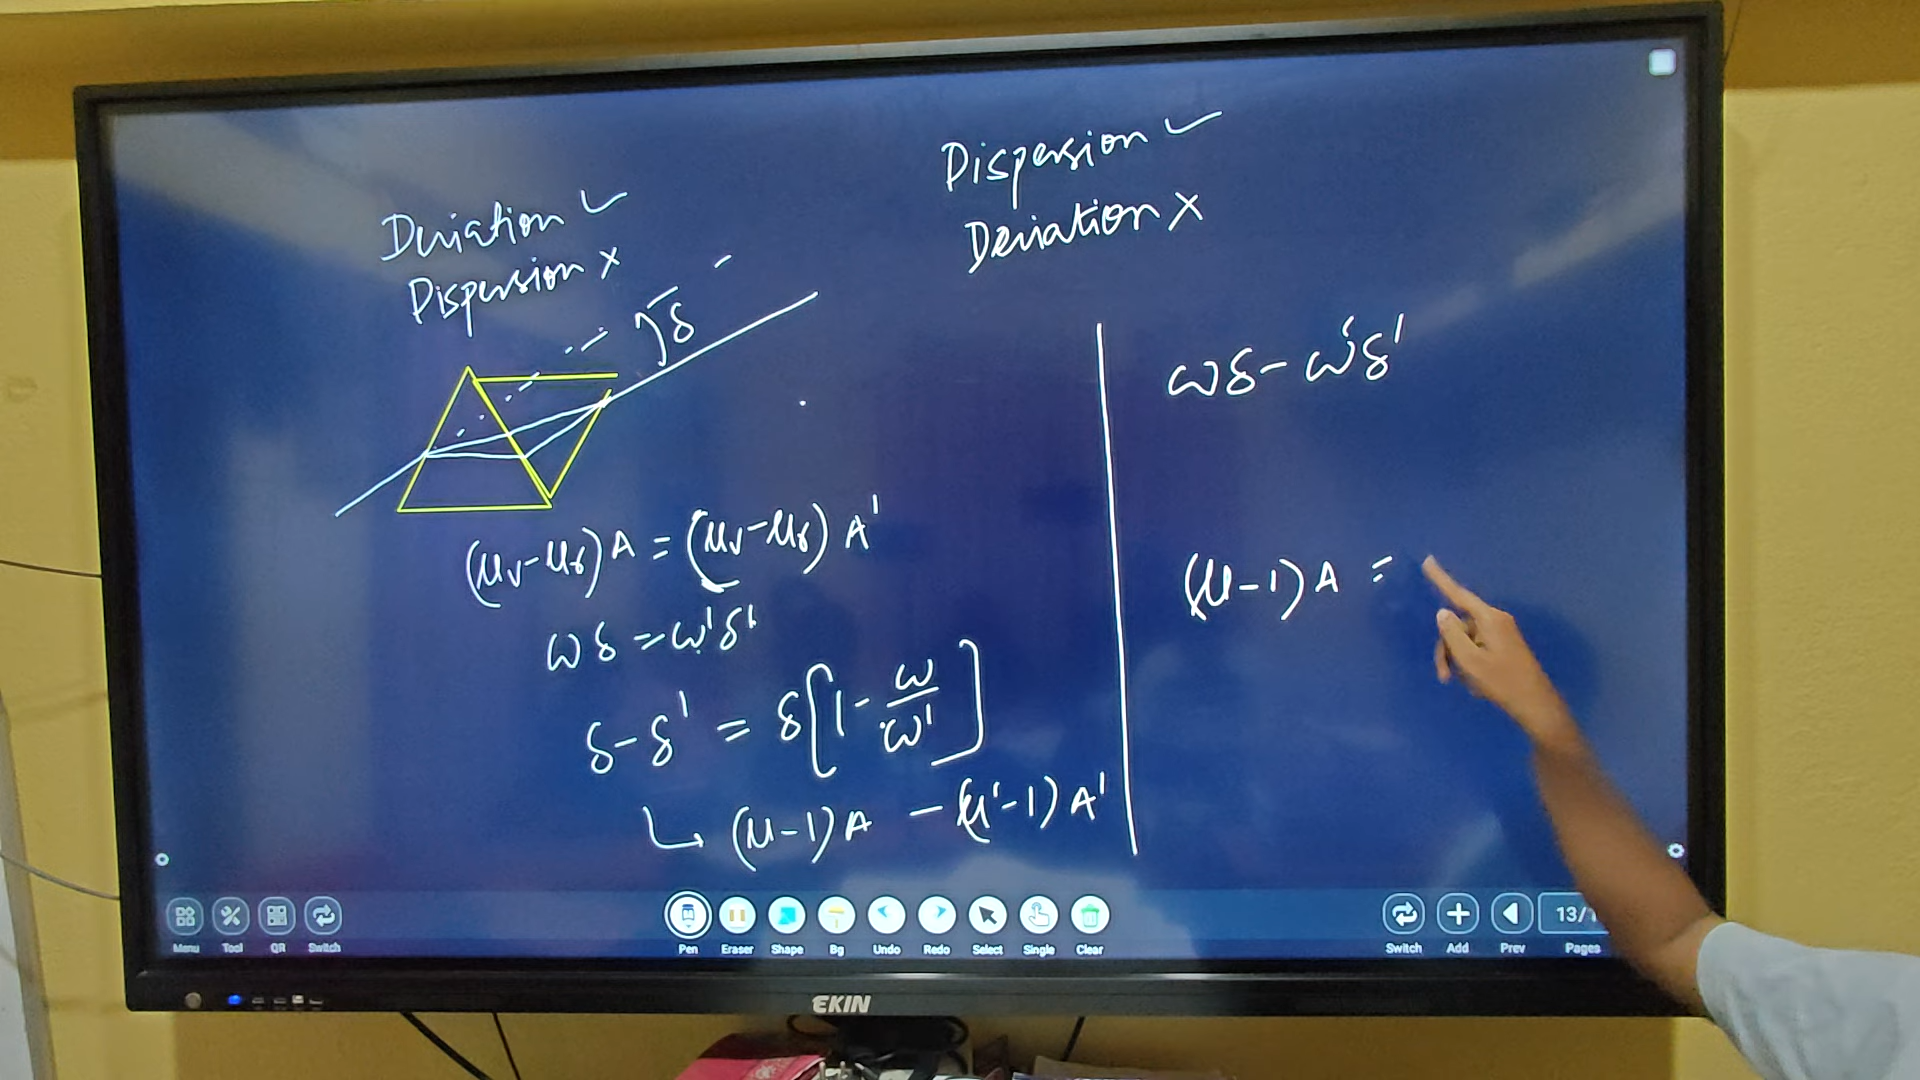 Deviation ✓
Dispersion ×
δ
(μv-μr)A = (μv-μr) A'
ωδ = ω'δ'
δ-δ' = δ[1 - ω/ω']
↳ (μ-1)A - (μ'-1)A'
Dispersion ✓
Deviation ×
ωδ - ω'δ'
(μ-1)A =
Menu Tool QR Switch Pen Eraser Shape Bg Undo Redo Select Single Clear Switch Add Prev Pages
13/
EKIN